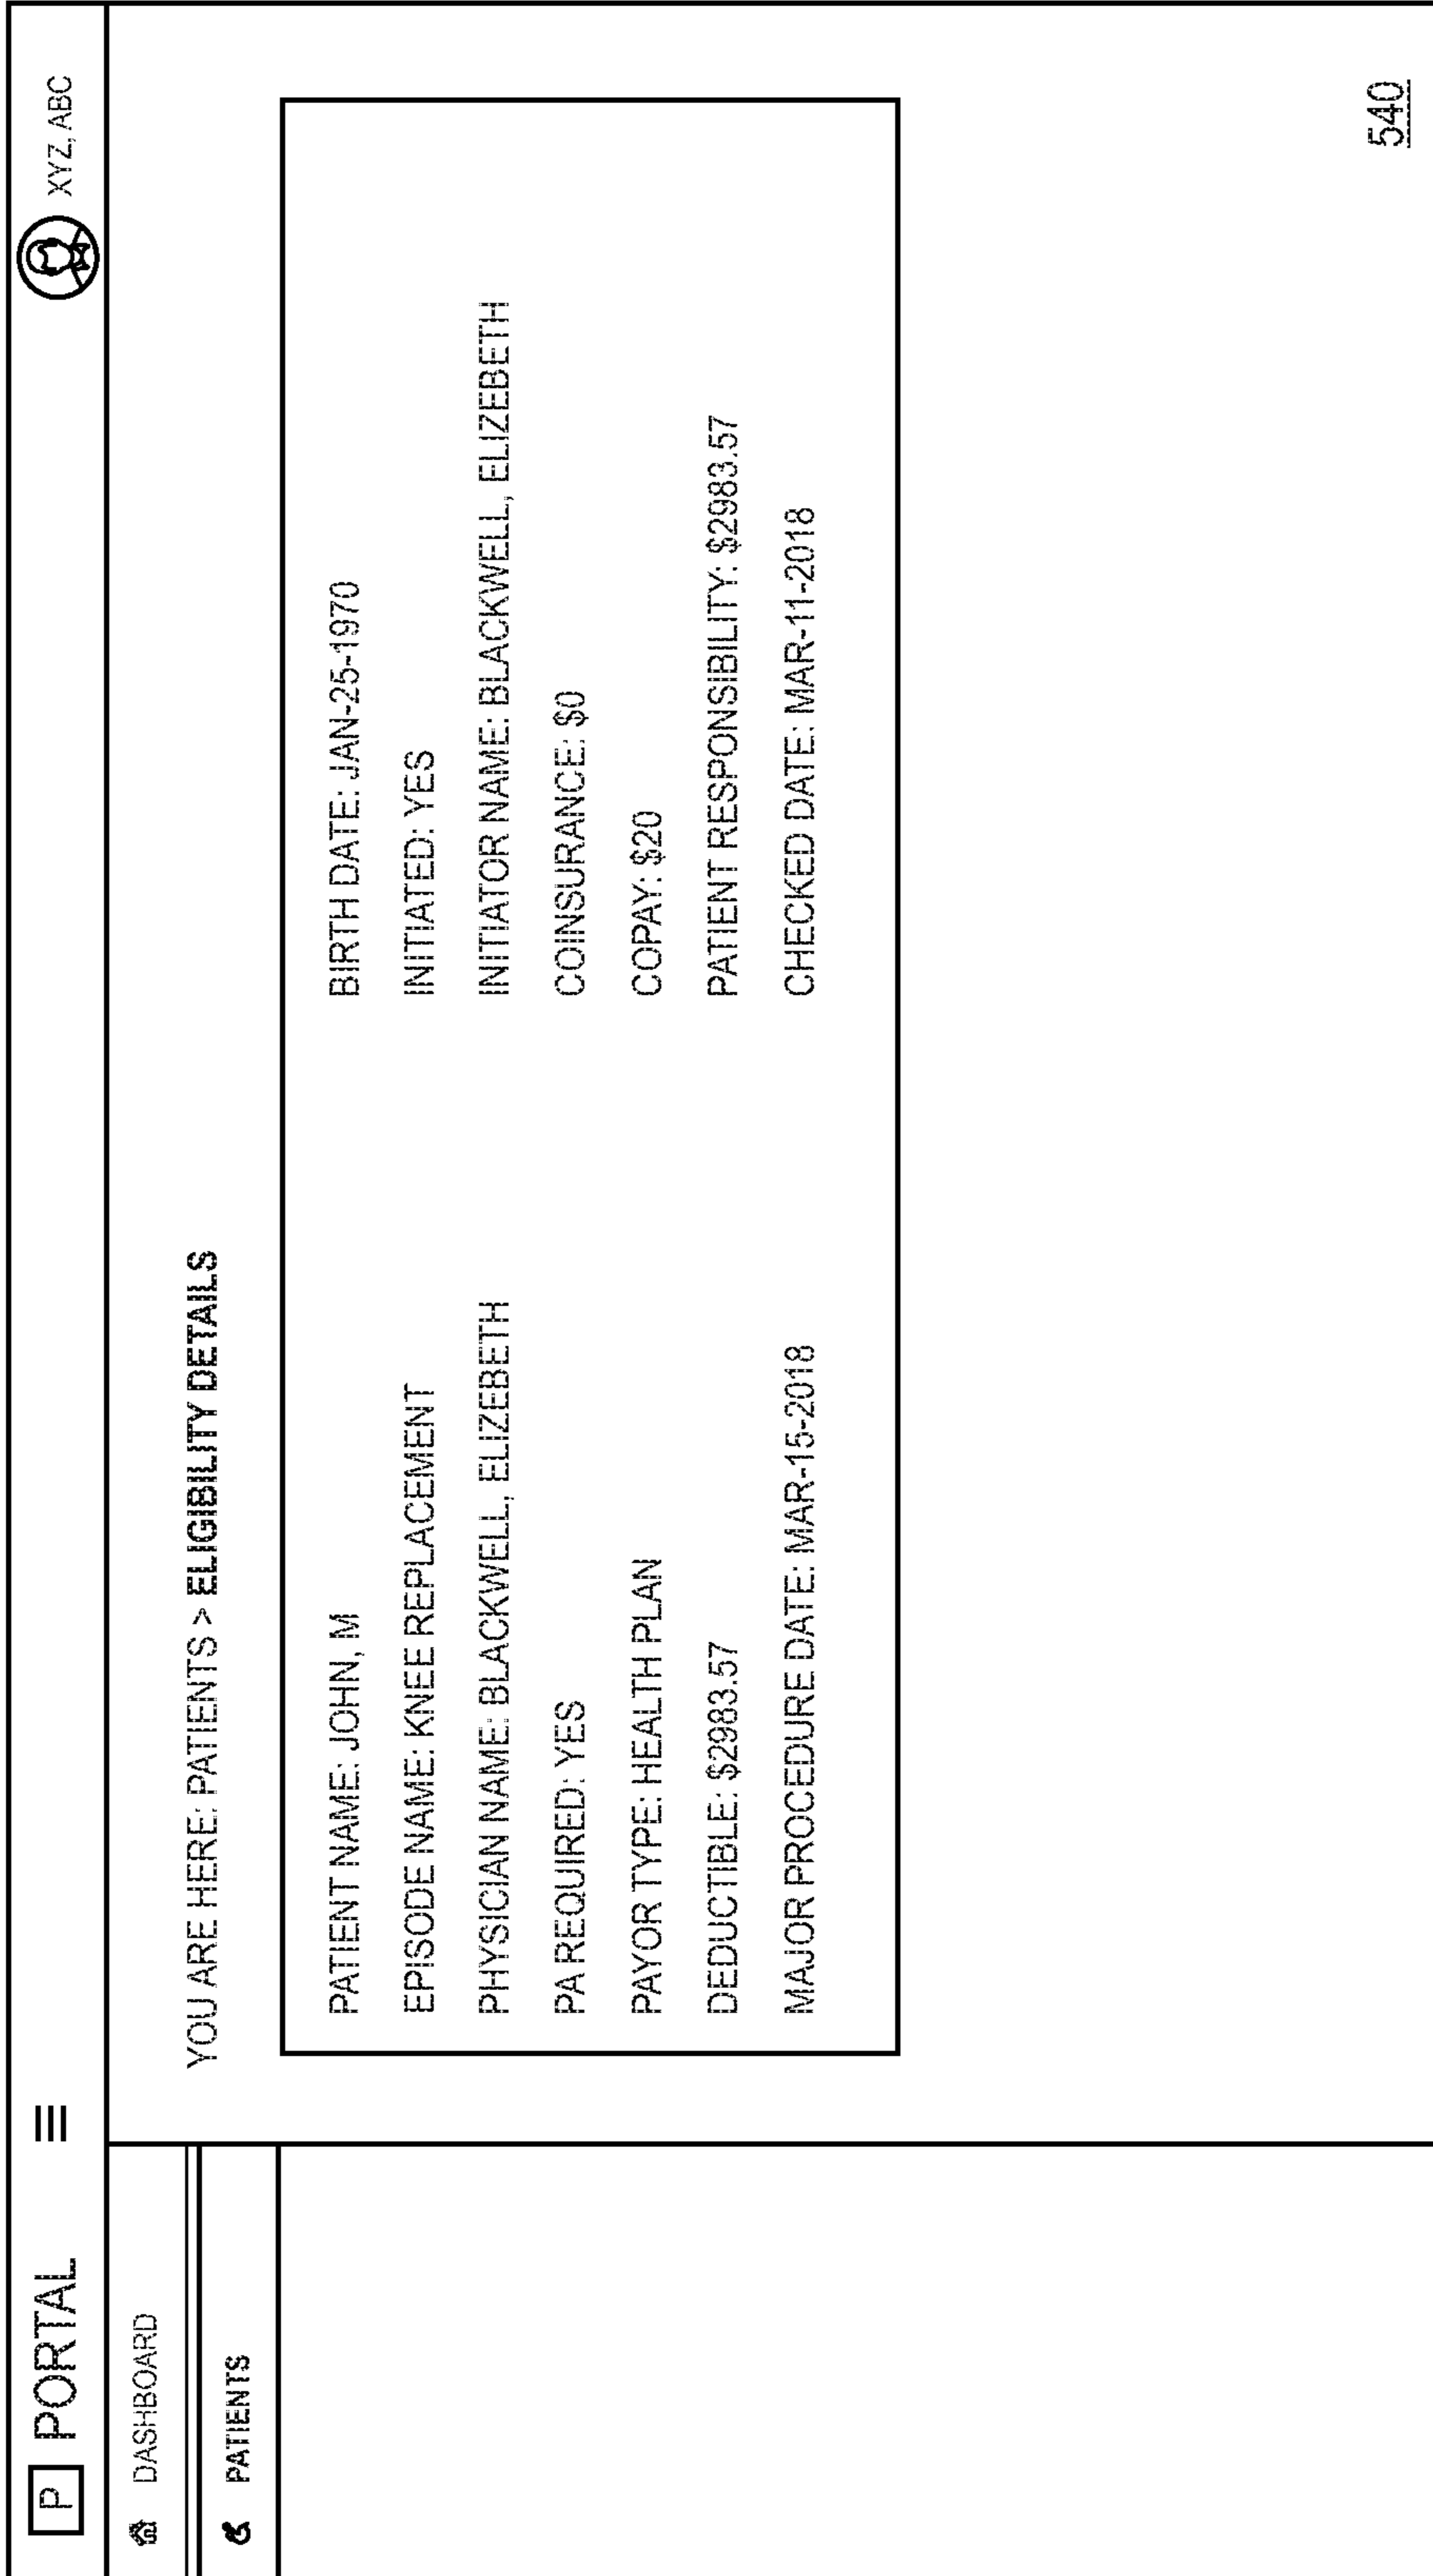 P PORTAL
XYZ, ABC
DASHBOARD
PATIENTS
YOU ARE HERE: PATIENTS > ELIGIBILITY DETAILS
PATIENT NAME: JOHN, M
EPISODE NAME: KNEE REPLACEMENT
PHYSICIAN NAME: BLACKWELL, ELIZEBETH
PA REQUIRED: YES
PAYOR TYPE: HEALTH PLAN
DEDUCTIBLE: $2983.57
MAJOR PROCEDURE DATE: MAR-15-2018
BIRTH DATE: JAN-25-1970
INITIATED: YES
INITIATOR NAME: BLACKWELL, ELIZEBETH
COINSURANCE: $0
COPAY: $20
PATIENT RESPONSIBILITY: $2983.57
CHECKED DATE: MAR-11-2018
540